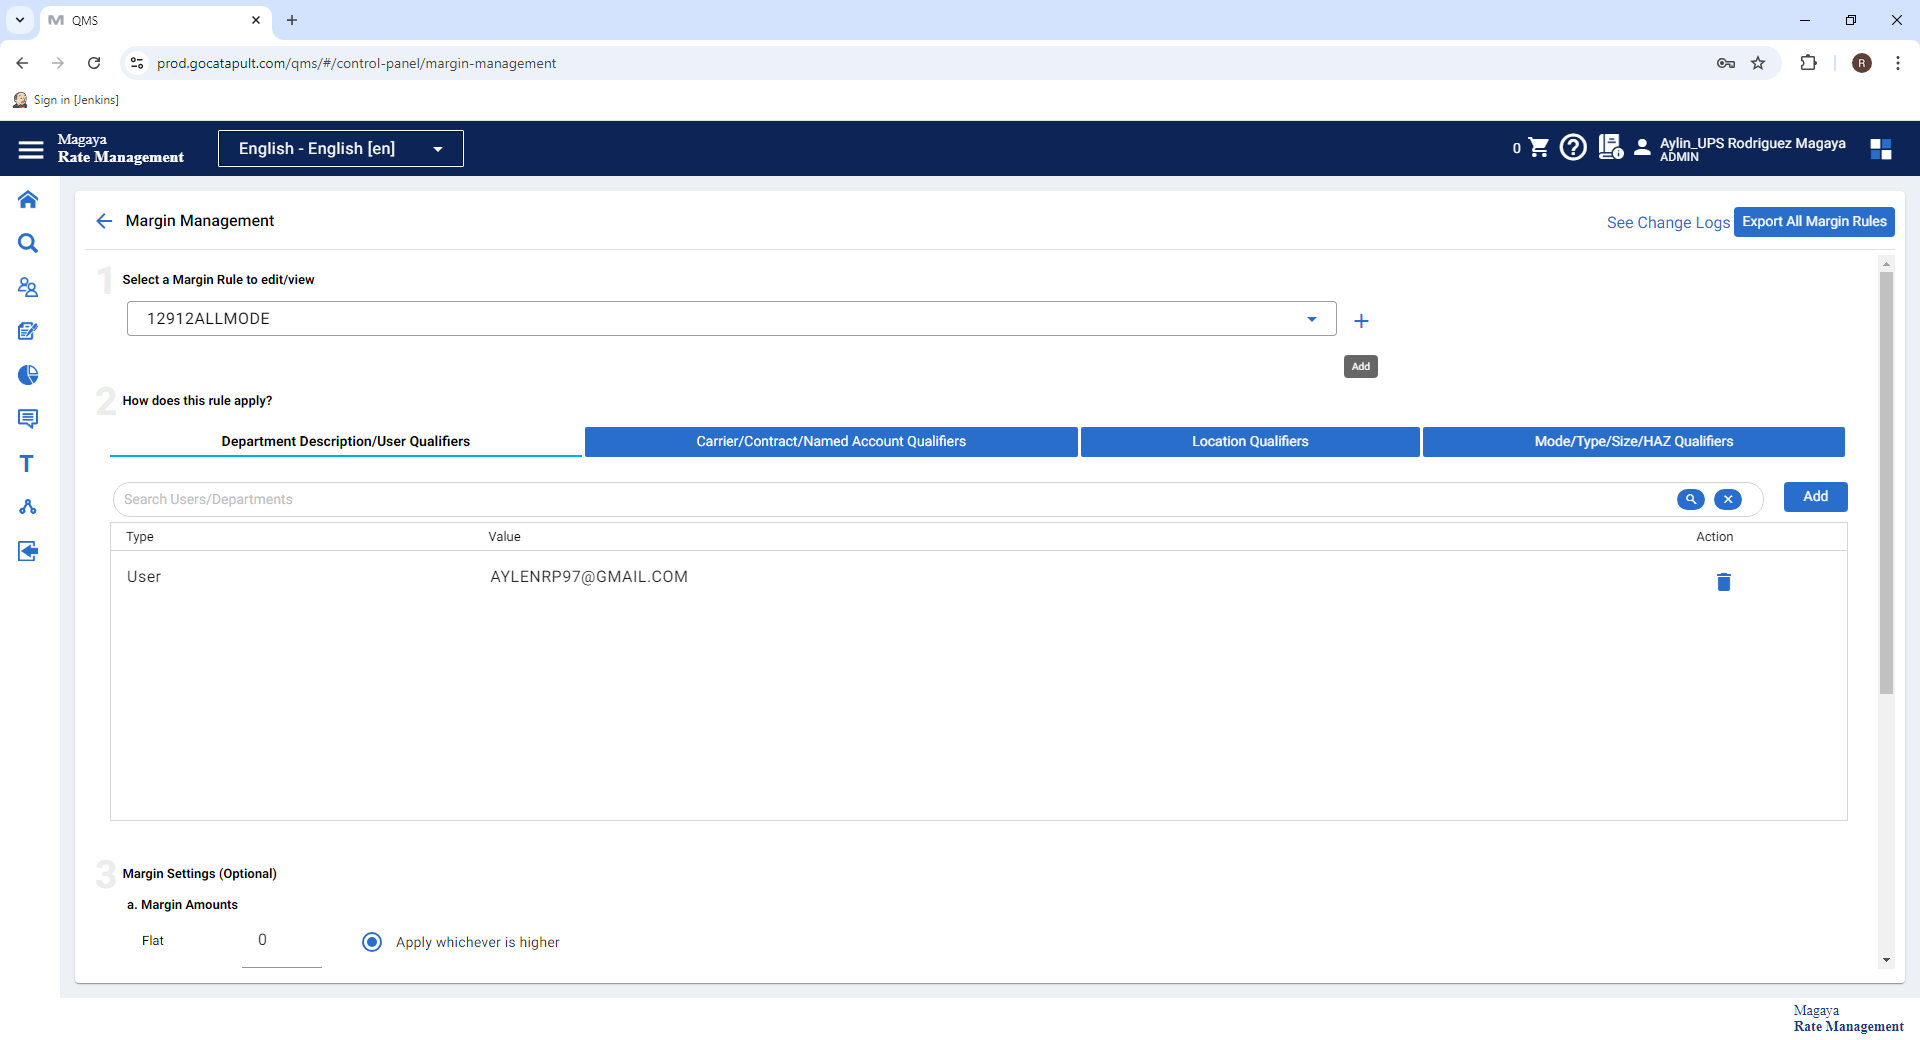 QMS
prod.gocatapult.com/qms/#/control-panel/margin-management
R
Sign in [Jenkins]
Magaya
Rate Management
English - English [en]
0
Aylin_UPS Rodriguez Magaya
ADMIN
Margin Management
See Change Logs
Export All Margin Rules
1
Select a Margin Rule to edit/view
12912ALLMODE
Add
2
How does this rule apply?
Department Description/User Qualifiers
Carrier/Contract/Named Account Qualifiers
Location Qualifiers
Mode/Type/Size/HAZ Qualifiers
Search Users/Departments
Add
Type Value Action
User AYLENRP97@GMAIL.COM
3
Margin Settings (Optional)
a. Margin Amounts
Flat 0 Apply whichever is higher
Magaya
Rate Management